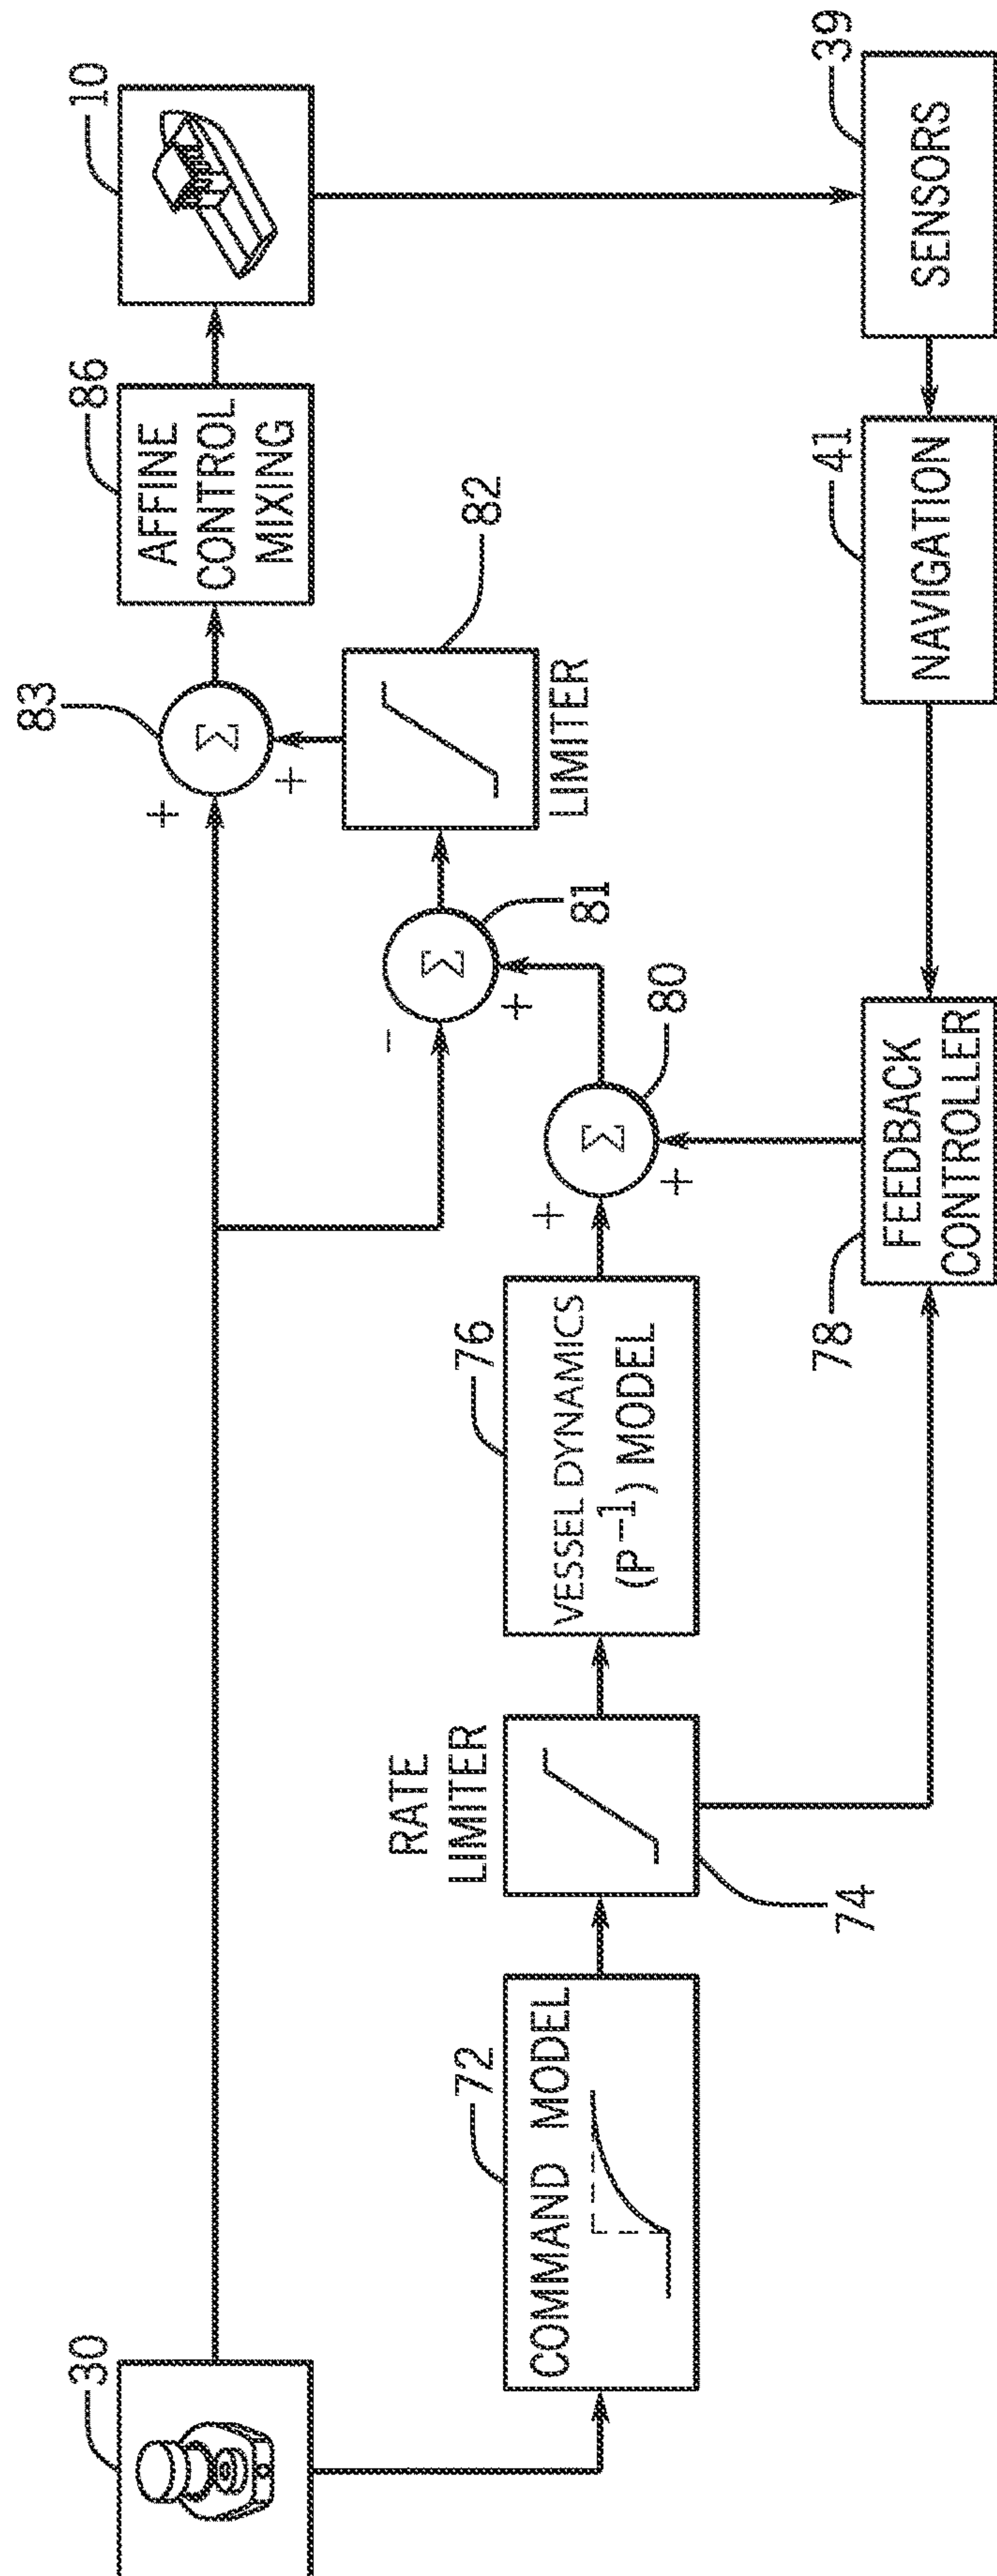 30
10
83
86
AFFINE
CONTROL
MIXING
Σ
+
+
82
LIMITER
-
Σ
+
81
72
COMMAND MODEL
RATE
LIMITER
74
76
VESSEL DYNAMICS
(P⁻¹) MODEL
+
Σ
+
80
78
FEEDBACK
CONTROLLER
41
NAVIGATION
39
SENSORS